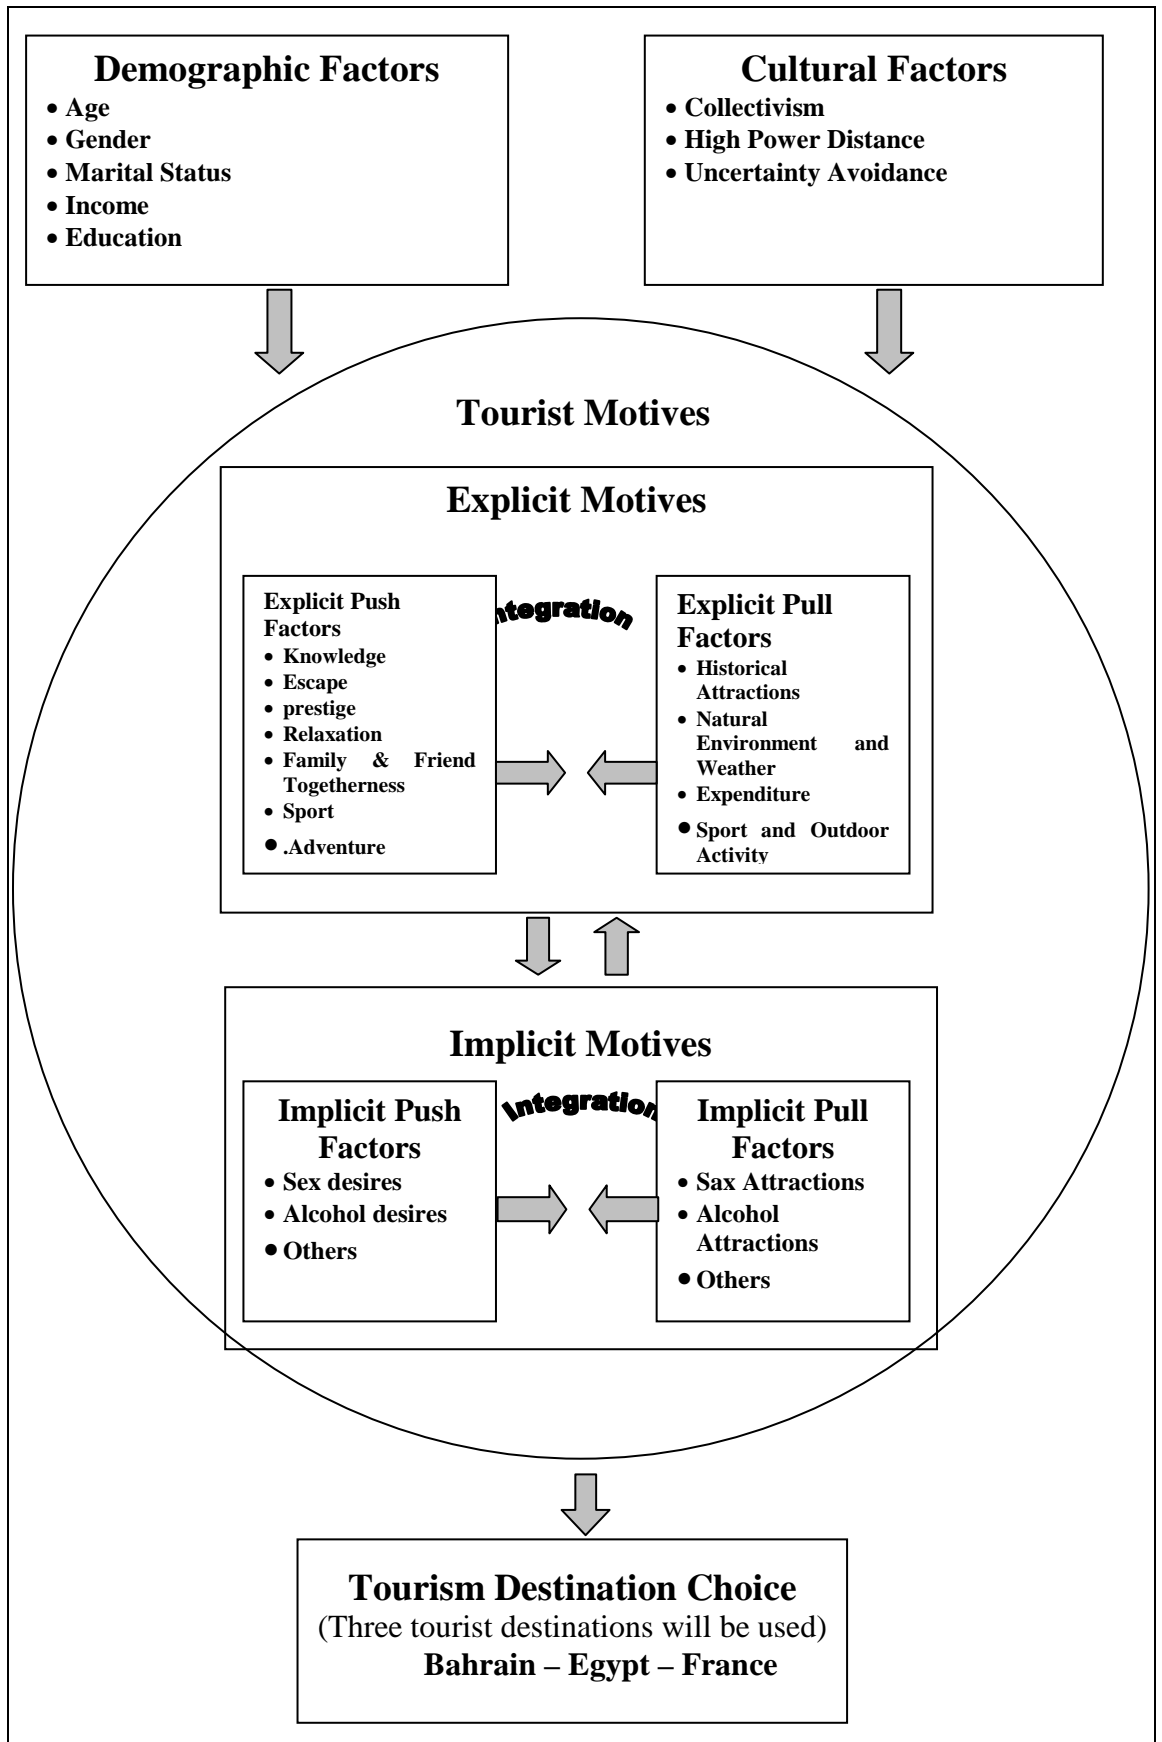 Demographic Factors
• Age
• Gender
• Marital Status
• Income
• Education
Cultural Factors
• Collectivism
• High Power Distance
• Uncertainty Avoidance
Tourist Motives
Explicit Motives
Explicit Push
Factors
• Knowledge
• Escape
• prestige
• Relaxation
• Family & Friend
Togetherness
• Sport
• .Adventure
ntegration
Explicit Pull
Factors
• Historical
Attractions
• Natural
Environment and
Weather
• Expenditure
• Sport and Outdoor
Activity
Implicit Motives
Implicit Push
Factors
• Sex desires
• Alcohol desires
• Others
Integration
Implicit Pull
Factors
• Sax Attractions
• Alcohol
Attractions
• Others
Tourism Destination Choice
(Three tourist destinations will be used)
Bahrain – Egypt – France